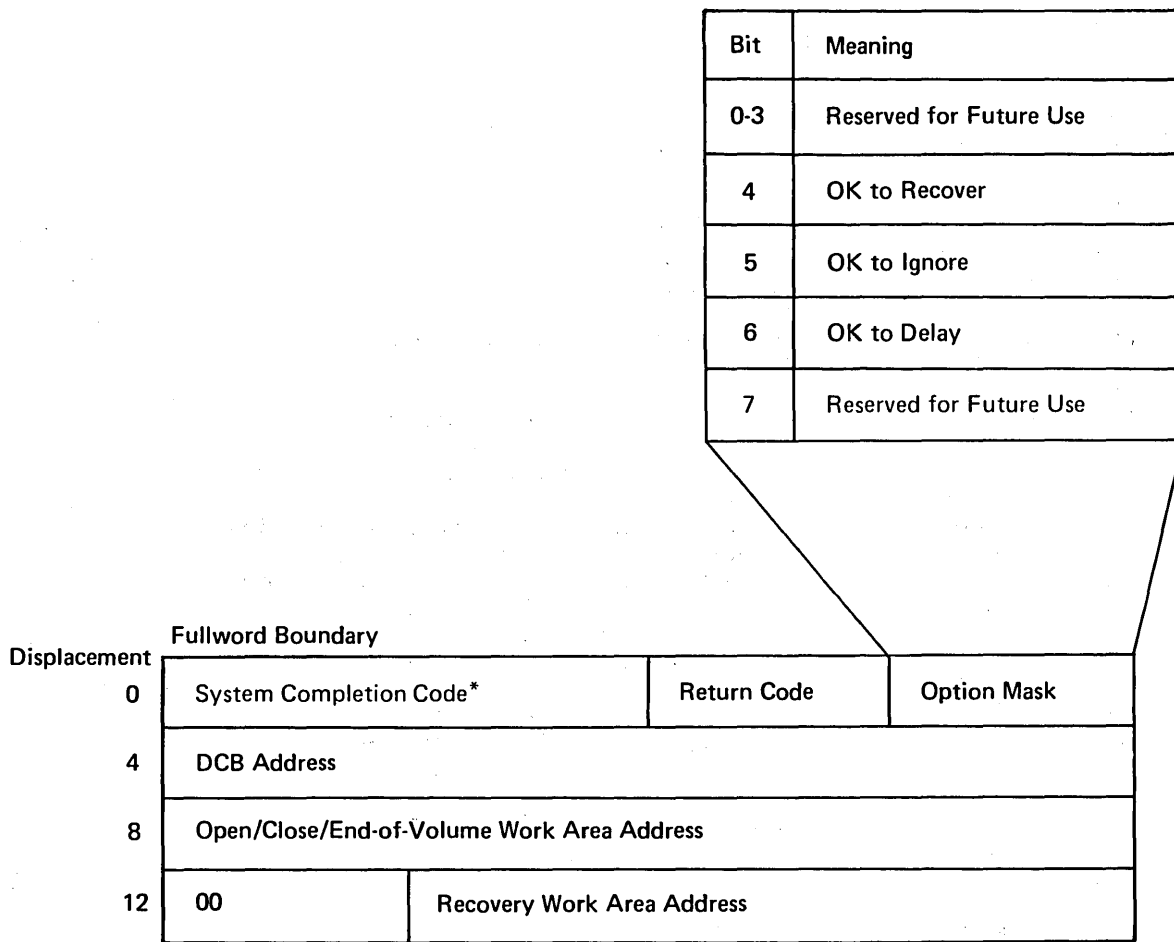 Bit Meaning
0-3 Reserved for Future Use
4 OK to Recover
5 OK to Ignore
6 OK to Delay
7 Reserved for Future Use
Fullword Boundary
Displacement
0 System Completion Code* Return Code Option Mask
4 DCB Address
8 Open/Close/End-of-Volume Work Area Address
12 00 Recovery Work Area Address